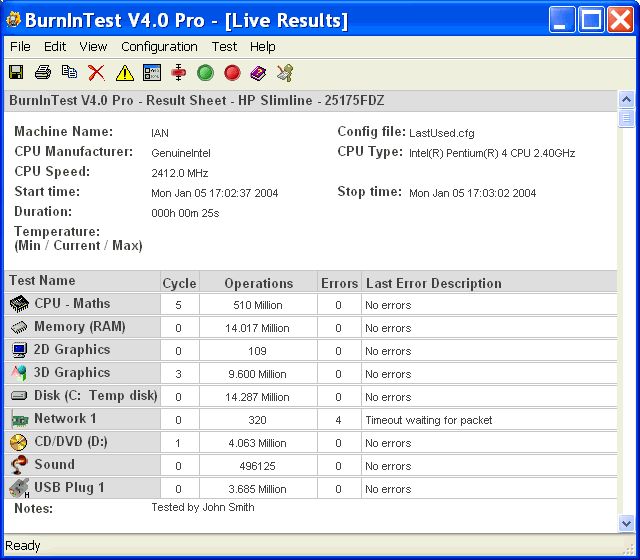 BurnInTest V4.0 Pro - [Live Results]
File Edit View Configuration Test Help
BurnInTest V4.0 Pro - Result Sheet - HP Slimline - 25175FDZ
Machine Name: IAN Config file: LastUsed.cfg
CPU Manufacturer: GenuineIntel CPU Type: Intel(R) Pentium(R) 4 CPU 2.40GHz
CPU Speed: 2412.0 MHz
Start time: Mon Jan 05 17:02:37 2004 Stop time: Mon Jan 05 17:03:02 2004
Duration: 000h 00m 25s
Temperature:
(Min / Current / Max)
Test Name Cycle Operations Errors Last Error Description
CPU - Maths 5 510 Million 0 No errors
Memory (RAM) 0 14.017 Million 0 No errors
2D Graphics 0 109 0 No errors
3D Graphics 3 9.600 Million 0 No errors
Disk (C: Temp disk) 0 14.287 Million 0 No errors
Network 1 0 320 4 Timeout waiting for packet
CD/DVD (D:) 1 4.063 Million 0 No errors
Sound 0 496125 0 No errors
USB Plug 1 0 3.685 Million 0 No errors
Notes: Tested by John Smith
Ready